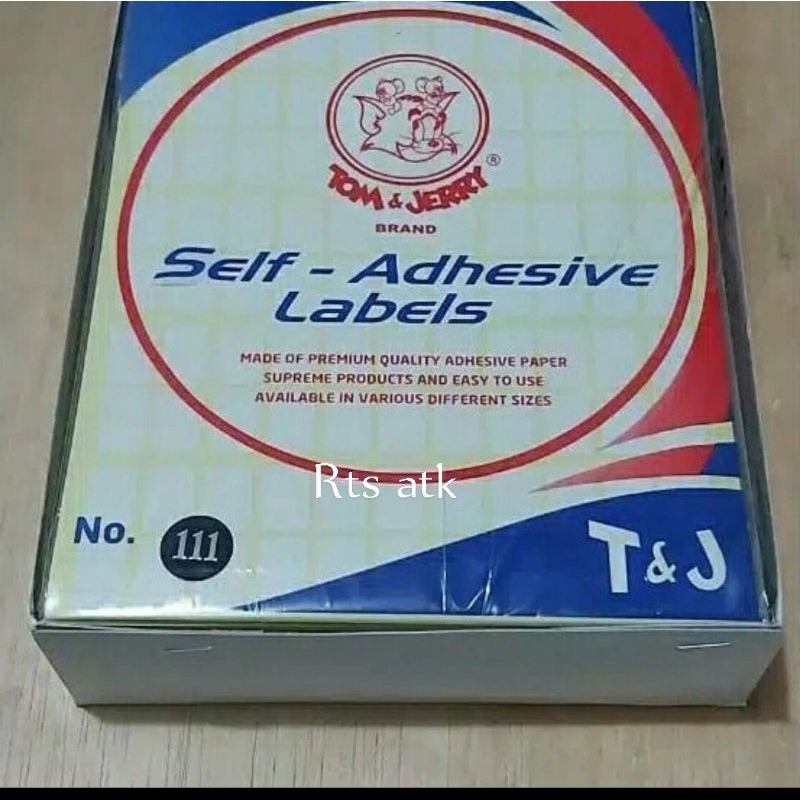 TOM & JERRY ®
BRAND
Self - Adhesive
Labels
MADE OF PREMIUM QUALITY ADHESIVE PAPER
SUPREME PRODUCTS AND EASY TO USE
AVAILABLE IN VARIOUS DIFFERENT SIZES
Rts atk
No. 111
T & J